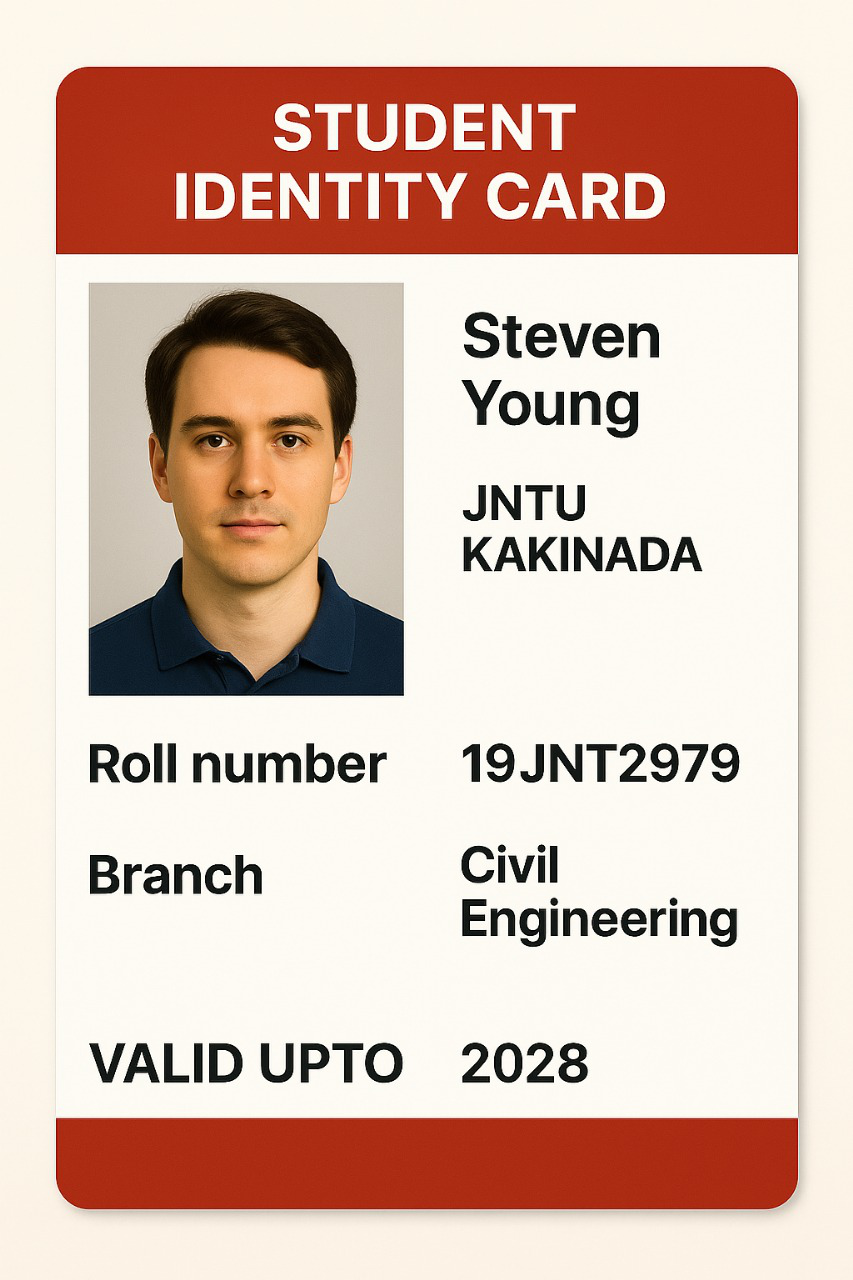 STUDENT
IDENTITY CARD
Steven
Young
JNTU
KAKINADA
Roll number 19JNT2979
Branch Civil
Engineering
VALID UPTO 2028